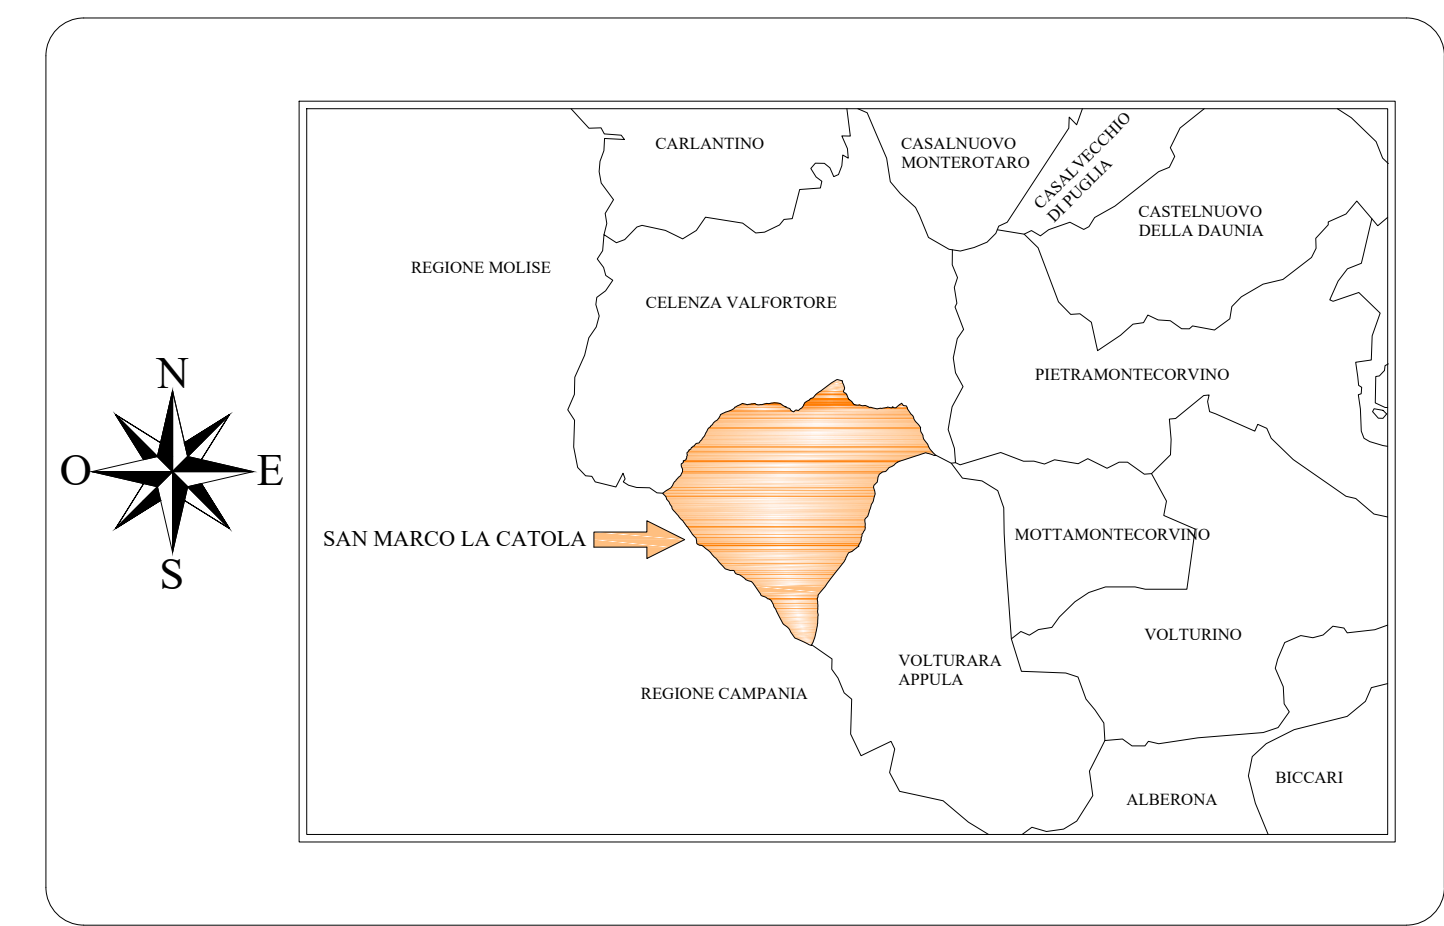 CARLANTINO
CASALNUOVO
MONTEROTARO
CASALVECCHIO
DI PUGLIA
CASTELNUOVO
DELLA DAUNIA
REGIONE MOLISE
CELENZA VALFORTORE
PIETRAMONTECORVINO
N
O
E
S
SAN MARCO LA CATOLA
MOTTAMONTECORVINO
VOLTURINO
VOLTURARA
APPULA
REGIONE CAMPANIA
BICCARI
ALBERONA